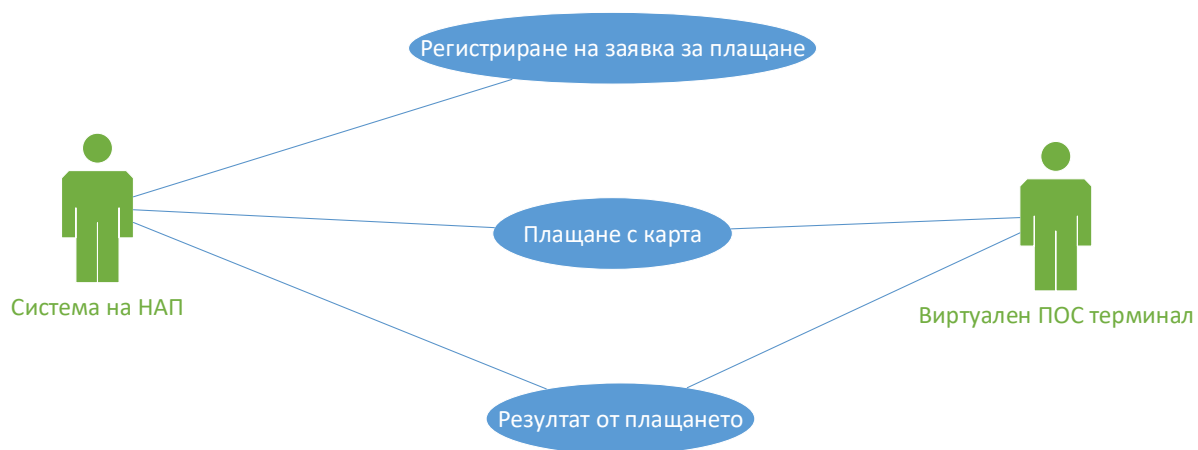 Регистриране на заявка за плащане
Плащане с карта
Система на НАП
Виртуален ПОС терминал
Резултат от плащането